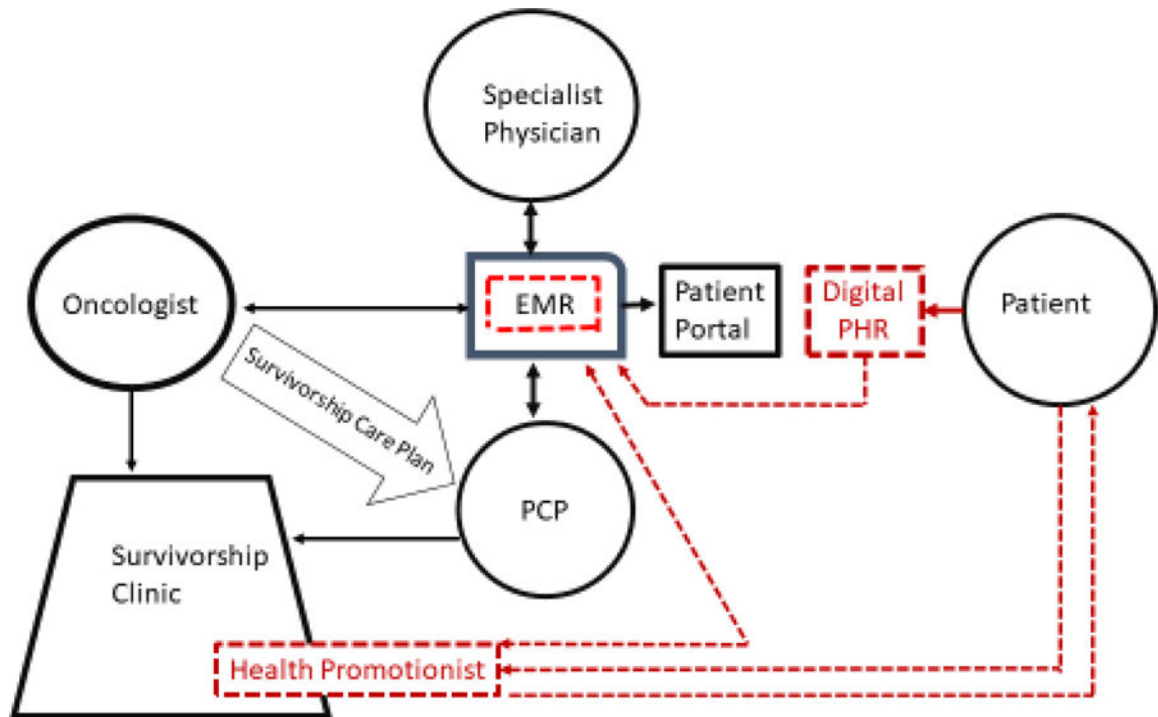 Specialist
Physician
Oncologist
EMR
Patient
Portal
Digital
PHR
Patient
Survivorship Care Plan
PCP
Survivorship
Clinic
Health Promotionist